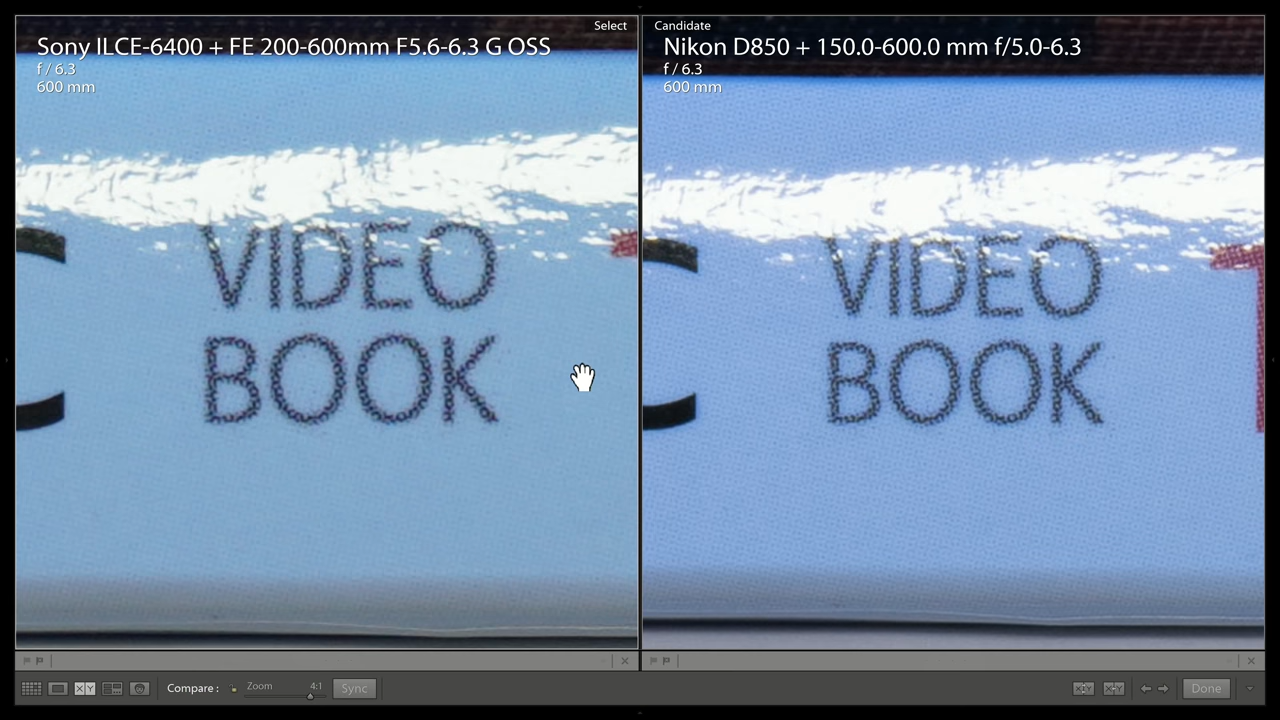 Select
Sony ILCE-6400 + FE 200-600mm F5.6-6.3 G OSS
f / 6.3
600 mm
C
VIDEO
BOOK
Candidate
Nikon D850 + 150.0-600.0 mm f/5.0-6.3
f / 6.3
600 mm
C
VIDEO
BOOK
T
Compare : Zoom 4:1 Sync
Done